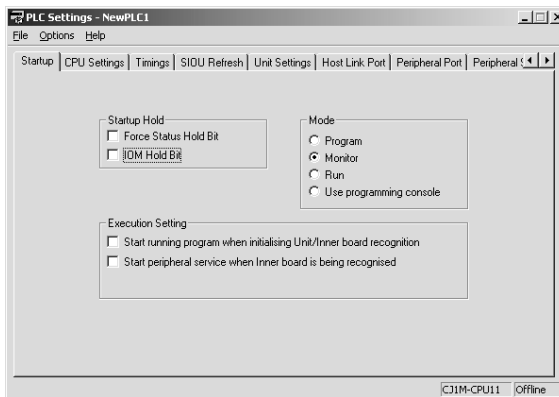 PLC Settings - NewPLC1
File Options Help
Startup CPU Settings Timings SIOU Refresh Unit Settings Host Link Port Peripheral Port Peripheral
Startup Hold
Force Status Hold Bit
IOM Hold Bit
Mode
Program
Monitor
Run
Use programming console
Execution Setting
Start running program when initialising Unit/Inner board recognition
Start peripheral service when Inner board is being recognised
CJ1M-CPU11 Offline